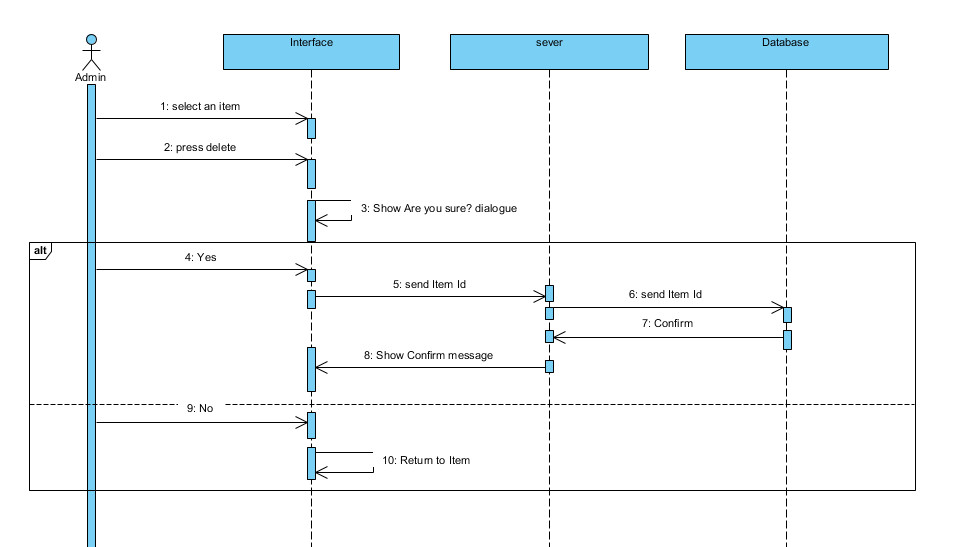 Interface
sever
Database
Admin
1: select an item
2: press delete
3: Show Are you sure? dialogue
alt
4: Yes
5: send Item Id
6: send Item Id
7: Confirm
8: Show Confirm message
9: No
10: Return to Item